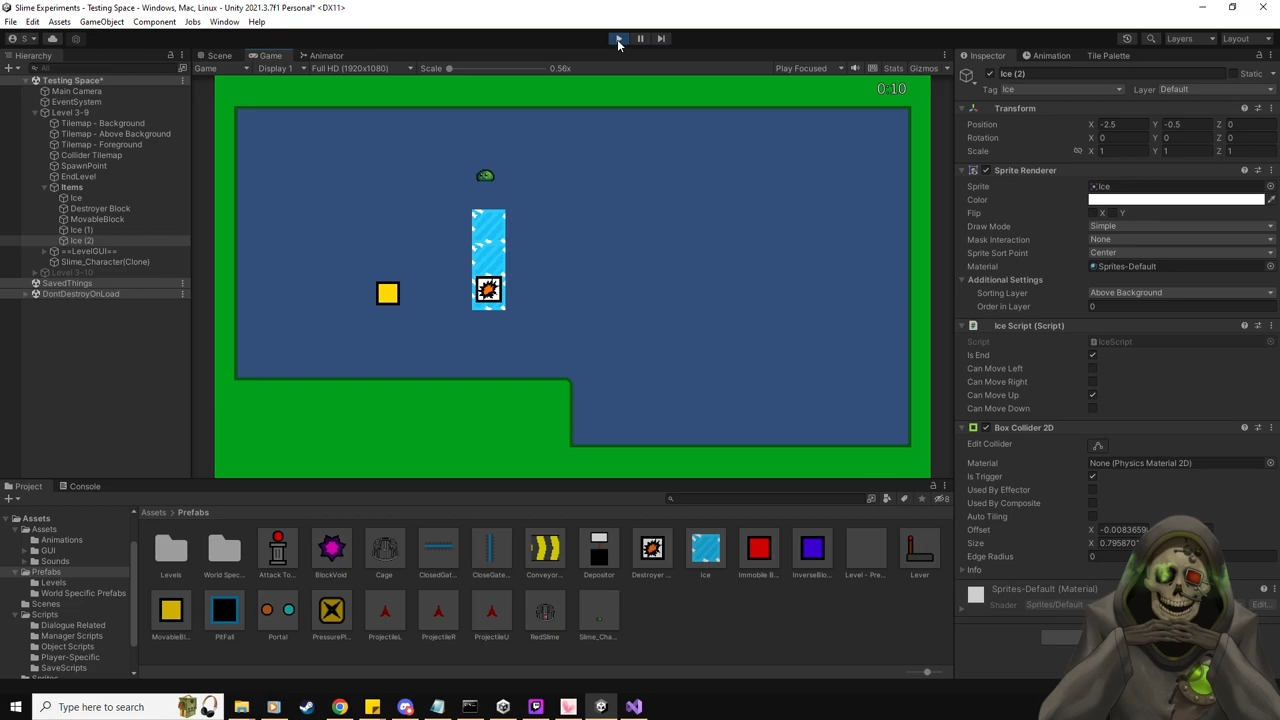 Slime Experiments - Testing Space - Windows, Mac, Linux - Unity 2021.3.7f1 Personal* <DX11>
File Edit Assets GameObject Component Jobs Window Help
S Layers Layout
Hierarchy Scene Game Animator Inspector Animation Tile Palette
All Game Display 1 Full HD (1920x1080) Scale 0.56x Play Focused Stats Gizmos
Testing Space*
Main Camera
EventSystem
Level 3-9
Tilemap - Background
Tilemap - Above Background
Tilemap - Foreground
Collider Tilemap
SpawnPoint
EndLevel
Items
Ice
Destroyer Block
MovableBlock
Ice (1)
Ice (2)
==LevelGUI==
Slime_Character(Clone)
Level 3-10
SavedThings
DontDestroyOnLoad
0:10
Ice (2) Static
Tag Ice Layer Default
Transform
Position X -2.5 Y -0.5 Z 0
Rotation X 0 Y 0 Z 0
Scale X 1 Y 1 Z 1
Sprite Renderer
Sprite Ice
Color
Flip X Y
Draw Mode Simple
Mask Interaction None
Sprite Sort Point Center
Material Sprites-Default
Additional Settings
Sorting Layer Above Background
Order in Layer 0
Ice Script (Script)
Script IceScript
Is End
Can Move Left
Can Move Right
Can Move Up
Can Move Down
Box Collider 2D
Edit Collider
Material None (Physics Material 2D)
Is Trigger
Used By Effector
Used By Composite
Auto Tiling
Offset -0.0083659
Size 0.795870
Edge Radius 0
Info
Sprites-Default (Material)
Shader Sprites/Default Edit...
Project Console
8
Assets
Assets
Animations
GUI
Sounds
Prefabs
Levels
World Specific Prefabs
Scenes
Scripts
Dialogue Related
Manager Scripts
Object Scripts
Player-Specific
SaveScripts
Assets > Prefabs
Levels World Spec... Attack To... BlockVoid Cage ClosedGat... CloseGate... Conveyor... Depositor Destroyer ... Ice Immobile B... InverseBlo... Level - Pre... Lever
MovableBl... PitFall Portal PressurePl... ProjectileL ProjectileR ProjectileU RedSlime Slime_Cha...
Type here to search